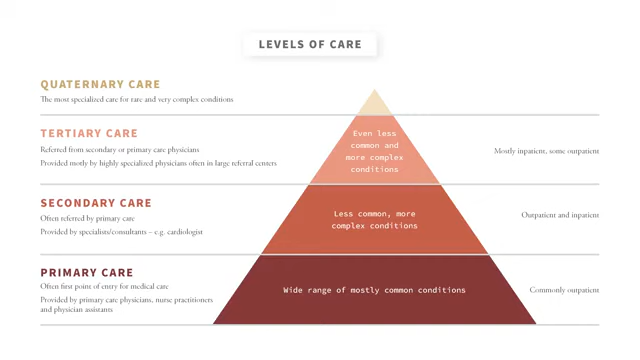 LEVELS OF CARE
QUATERNARY CARE
The most specialized care for rare and very complex conditions
TERTIARY CARE
Referred from secondary or primary care physicians
Provided motly by highly specialized physicians often in large referral centers
Even less
common and
more complex
conditions
Mostly inpatient, some outpatient
SECONDARY CARE
Often referred by primary care
Provided by specialists/consultants – e.g. cardiologist
Less common, more
complex conditions
Outpatient and inpatient
PRIMARY CARE
Often first point of entry for medical care
Provided by primary care physicians, nurse practitioners
and physician assistants
Wide range of mostly common conditions
Commonly outpatient